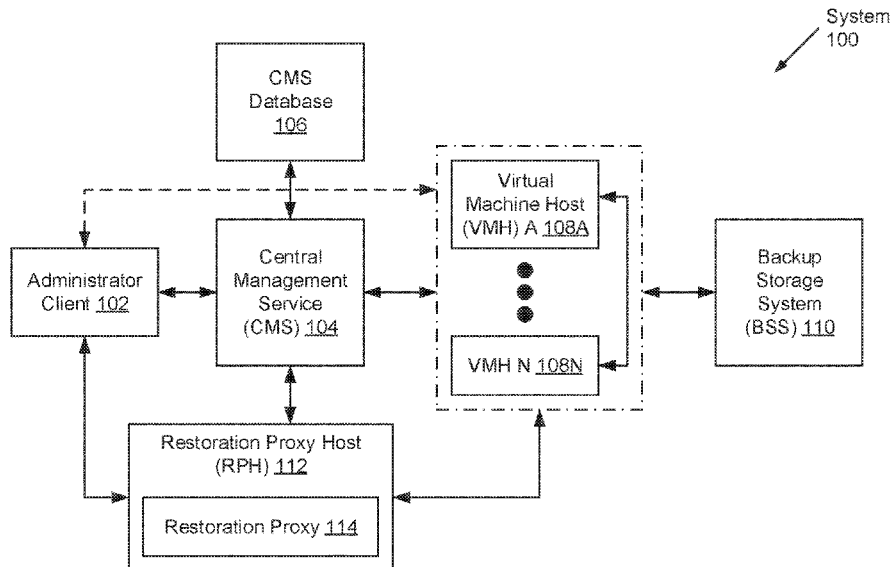 System
100
CMS
Database
106
Virtual
Machine Host
(VMH) A 108A
Administrator
Client 102
Central
Management
Service
(CMS) 104
Backup
Storage
System
(BSS) 110
VMH N 108N
Restoration Proxy Host
(RPH) 112
Restoration Proxy 114